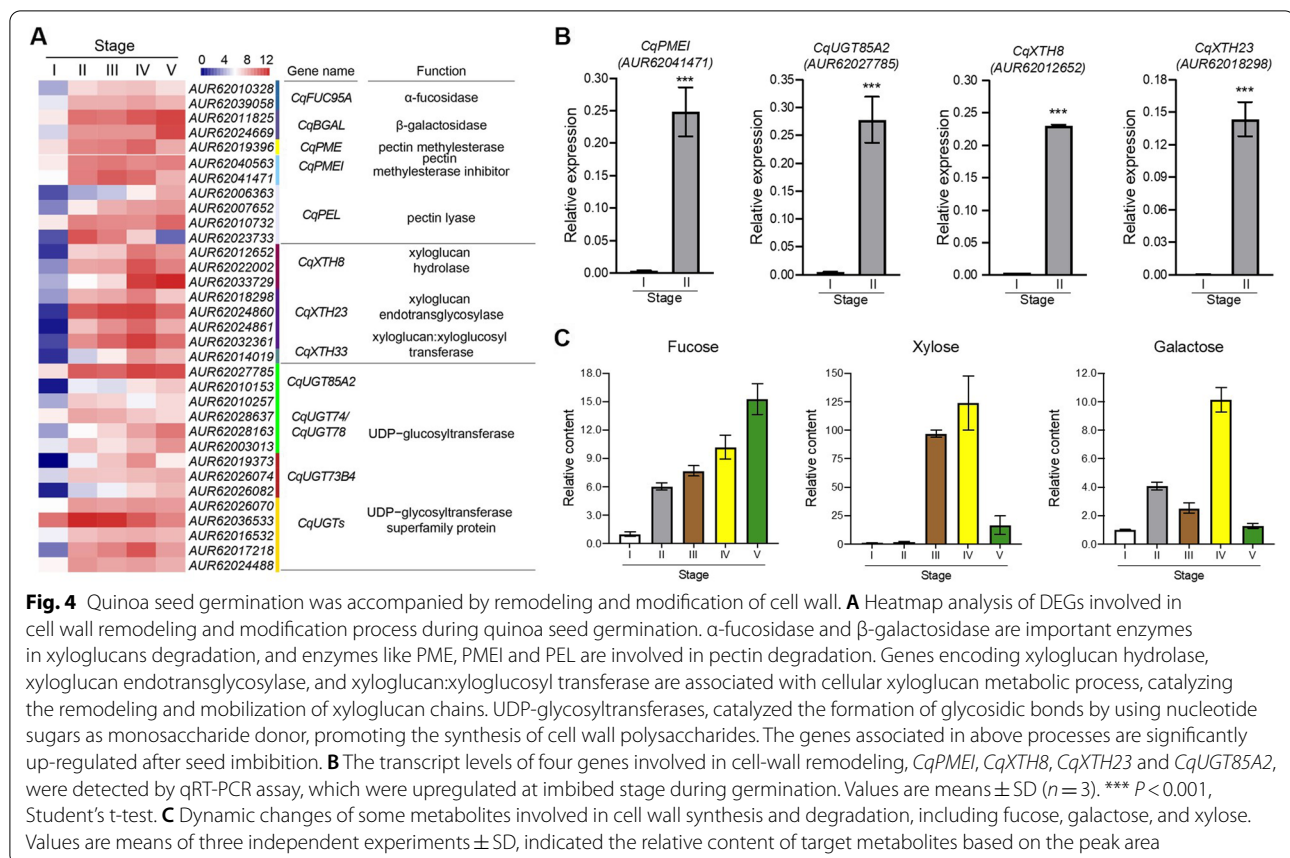 A
Stage
I II III IV V
0 4 8 12
Gene name
Function
AUR62010328
AUR62039058
CqFUC95A
α-fucosidase
AUR62011825
AUR62024669
CqBGAL
β-galactosidase
AUR62019396
CqPME
pectin methylesterase
AUR62040563
AUR62041471
CqPMEI
pectin
methylesterase inhibitor
AUR62006363
AUR62007652
AUR62010732
AUR62023733
CqPEL
pectin lyase
AUR62012652
AUR62022002
AUR62033729
CqXTH8
xyloglucan
hydrolase
AUR62018298
AUR62024860
AUR62024861
AUR62032361
CqXTH23
xyloglucan
endotransglycosylase
AUR62014019
CqXTH33
xyloglucan:xyloglucosyl
transferase
AUR62027785
AUR62010153
AUR62010257
CqUGT85A2
AUR62028637
AUR62028163
AUR62003013
CqUGT74/
CqUGT78
UDP−glucosyltransferase
AUR62019373
AUR62026074
AUR62026082
CqUGT73B4
AUR62026070
AUR62036533
AUR62016532
AUR62017218
AUR62024488
CqUGTs
UDP−glycosyltransferase
superfamily protein
B
CqPMEI
(AUR62041471)
***
Relative expression
0.30
0.25
0.20
0.15
0.10
0.05
0.00
I II
Stage
CqUGT85A2
(AUR62027785)
***
Relative expression
0.35
0.30
0.25
0.20
0.15
0.10
0.05
0.00
I II
Stage
CqXTH8
(AUR62012652)
***
Relative expression
0.30
0.25
0.20
0.15
0.10
0.05
0.00
I II
Stage
CqXTH23
(AUR62018298)
***
Relative expression
0.18
0.15
0.12
0.09
0.06
0.03
0.00
I II
Stage
C
Fucose
Relative content
18.0
15.0
12.0
9.0
6.0
3.0
0.0
I II III IV V
Stage
Xylose
Relative content
150
125
100
75
50
25
0
I II III IV V
Stage
Galactose
Relative content
12.0
10.0
8.0
6.0
4.0
2.0
0.0
I II III IV V
Stage
Fig. 4 Quinoa seed germination was accompanied by remodeling and modification of cell wall. A Heatmap analysis of DEGs involved in
cell wall remodeling and modification process during quinoa seed germination. α-fucosidase and β-galactosidase are important enzymes
in xyloglucans degradation, and enzymes like PME, PMEI and PEL are involved in pectin degradation. Genes encoding xyloglucan hydrolase,
xyloglucan endotransglycosylase, and xyloglucan:xyloglucosyl transferase are associated with cellular xyloglucan metabolic process, catalyzing
the remodeling and mobilization of xyloglucan chains. UDP-glycosyltransferases, catalyzed the formation of glycosidic bonds by using nucleotide
sugars as monosaccharide donor, promoting the synthesis of cell wall polysaccharides. The genes associated in above processes are significantly
up-regulated after seed imbibition. B The transcript levels of four genes involved in cell-wall remodeling, CqPMEI, CqXTH8, CqXTH23 and CqUGT85A2,
were detected by qRT-PCR assay, which were upregulated at imbibed stage during germination. Values are means ± SD (n = 3). *** P < 0.001,
Student's t-test. C Dynamic changes of some metabolites involved in cell wall synthesis and degradation, including fucose, galactose, and xylose.
Values are means of three independent experiments ± SD, indicated the relative content of target metabolites based on the peak area